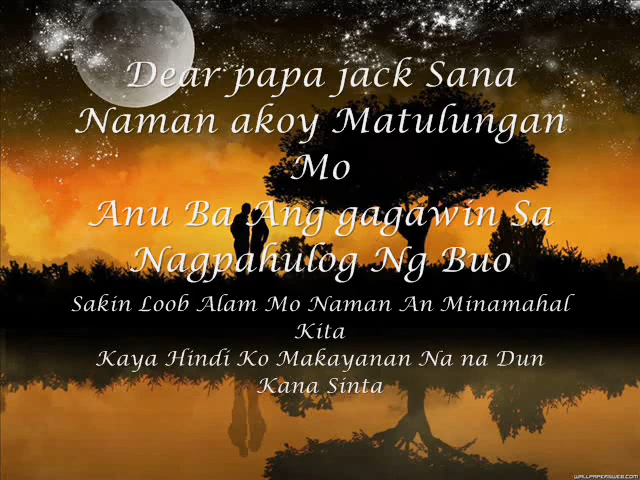 Dear papa jack Sana
Naman akoy Matulungan
Mo
Anu Ba Ang gagawin Sa
Nagpahulog Ng Buo
Sakin Loob Alam Mo Naman An Minamahal
Kita
Kaya Hindi Ko Makayanan Na na Dun
Kana Sinta
WALLPAPERSWEB.COM